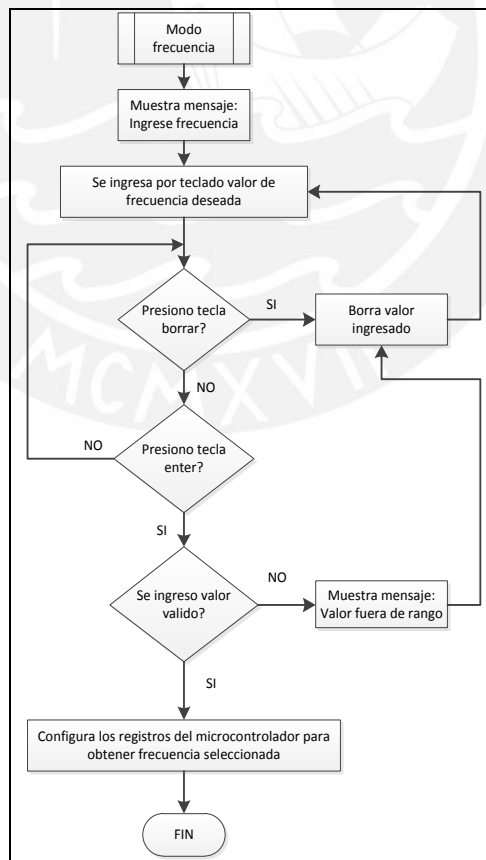 Modo
frecuencia
Muestra mensaje:
Ingrese frecuencia
Se ingresa por teclado valor de
frecuencia deseada
Presiono tecla
borrar?
SI
Borra valor
ingresado
NO
MCMXVII
NO
Presiono tecla
enter?
SI
Se ingreso valor
valido?
NO
Muestra mensaje:
Valor fuera de rango
SI
Configura los registros del microcontrolador para
obtener frecuencia seleccionada
FIN